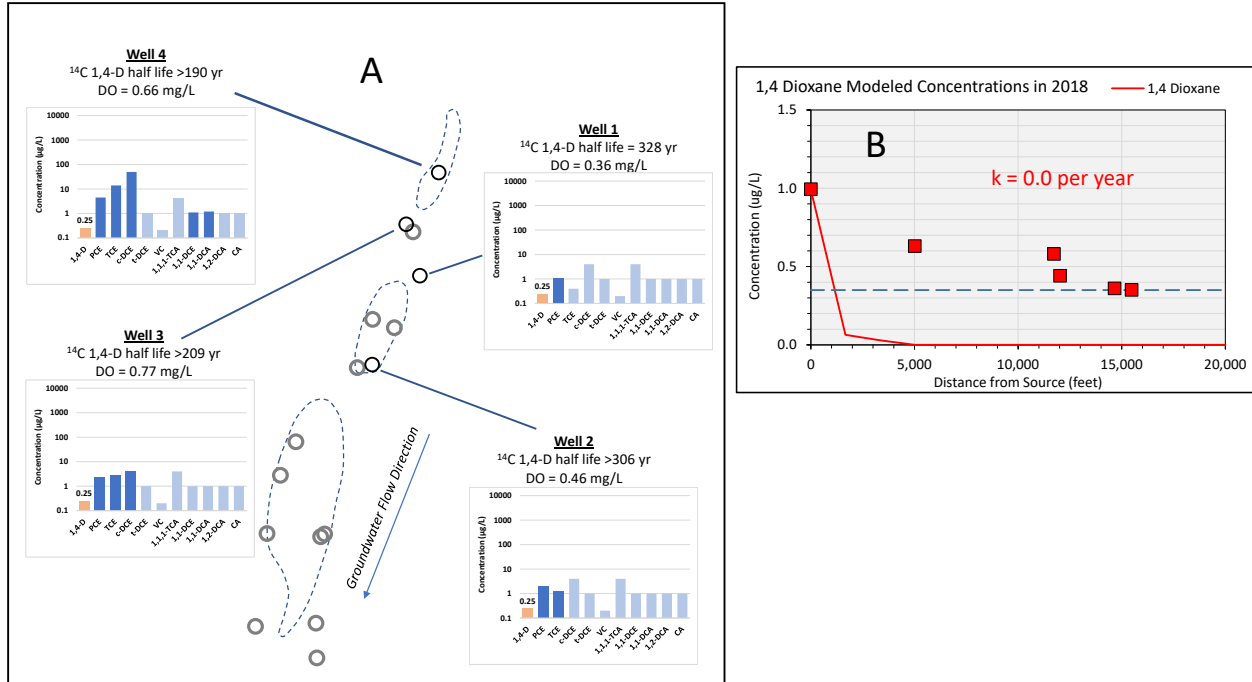 A
Well 4
¹⁴C 1,4-D half life >190 yr
DO = 0.66 mg/L
Concentration (µg/L)
10000
1000
100
10
1
0.1
0.25
1,4-D
PCE
TCE
c-DCE
t-DCE
VC
1,1,1-TCA
1,1-DCE
1,1-DCA
1,2-DCA
CA
Well 1
¹⁴C 1,4-D half life = 328 yr
DO = 0.36 mg/L
Concentration (µg/L)
10000
1000
100
10
1
0.1
0.25
1,4-D
PCE
TCE
c-DCE
t-DCE
VC
1,1,1-TCA
1,1-DCE
1,1-DCA
1,2-DCA
CA
Well 3
¹⁴C 1,4-D half life >209 yr
DO = 0.77 mg/L
Concentration (µg/L)
10000
1000
100
10
1
0.1
0.25
1,4-D
PCE
TCE
c-DCE
t-DCE
VC
1,1,1-TCA
1,1-DCE
1,1-DCA
1,2-DCA
CA
Groundwater Flow Direction
Well 2
¹⁴C 1,4-D half life >306 yr
DO = 0.46 mg/L
Concentration (µg/L)
10000
1000
100
10
1
0.1
0.25
1,4-D
PCE
TCE
c-DCE
t-DCE
VC
1,1,1-TCA
1,1-DCE
1,1-DCA
1,2-DCA
CA
1,4 Dioxane Modeled Concentrations in 2018
1,4 Dioxane
B
k = 0.0 per year
Concentration (ug/L)
1.5
1.0
0.5
0.0
0
5,000
10,000
15,000
20,000
Distance from Source (feet)